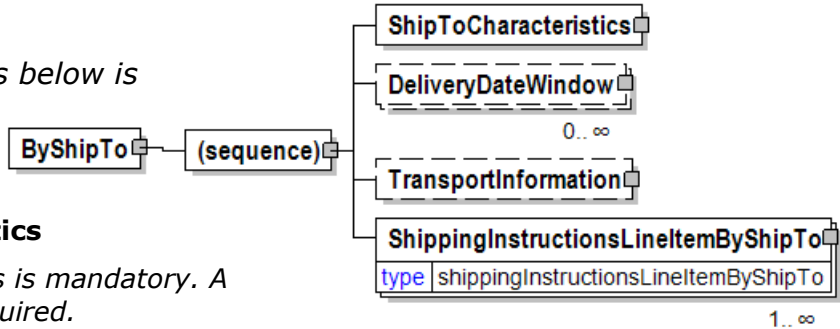 ShipToCharacteristics
s below is
DeliveryDateWindow
0.. ∞
ByShipTo
(sequence)
TransportInformation
tics
ShippingInstructionsLineItemByShipTo
s is mandatory. A
type shippingInstructionsLineItemByShipTo
uired.
1.. ∞